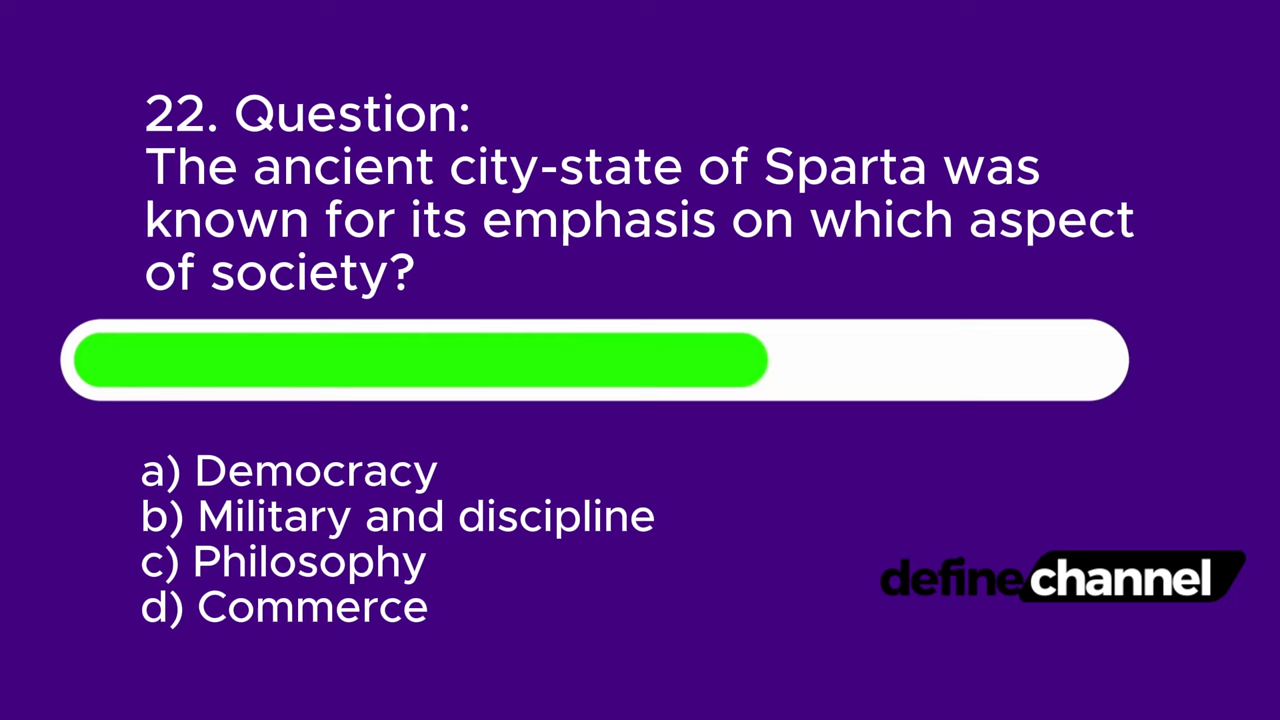 22. Question:
The ancient city-state of Sparta was
known for its emphasis on which aspect
of society?
a) Democracy
b) Military and discipline
c) Philosophy
d) Commerce
definechannel